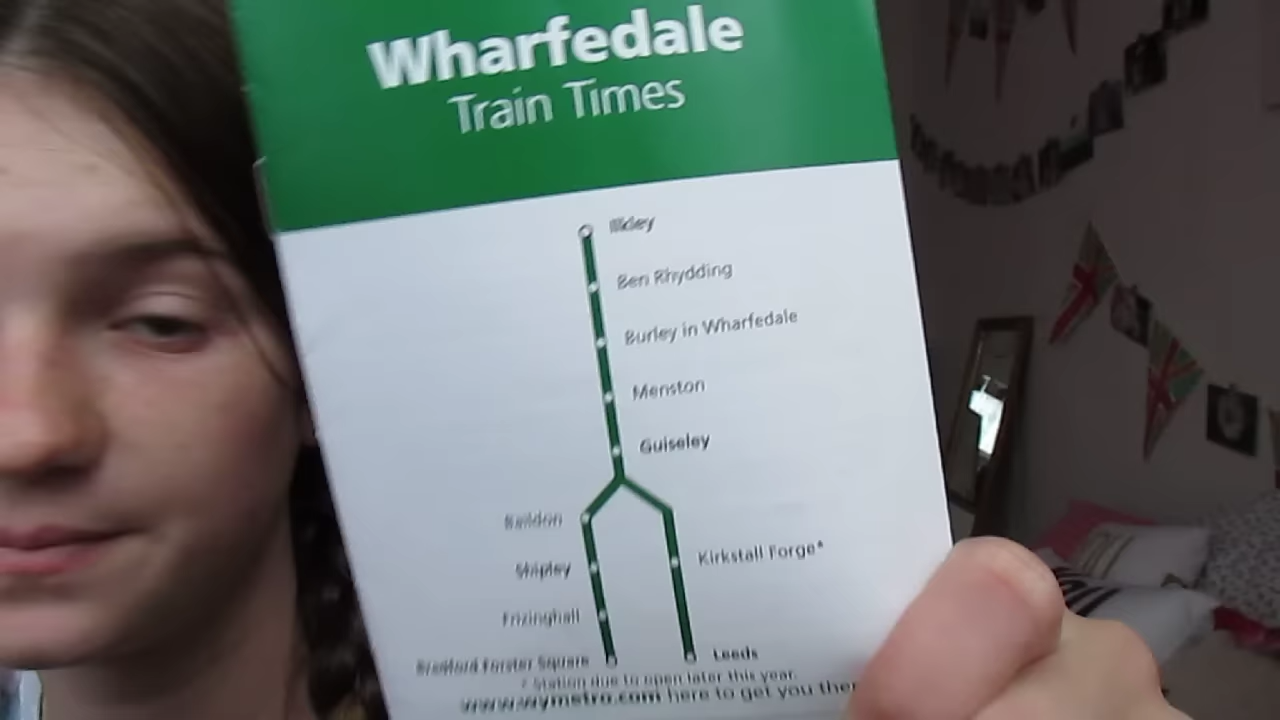 Wharfedale
Train Times
Ilkley
Ben Rhydding
Burley in Wharfedale
Menston
Guiseley
Baildon
Kirkstall Forge*
Shipley
Frizinghall
Bradford Forster Square
Leeds
* Station due to open later this year.
www.wymetro.com here to get you